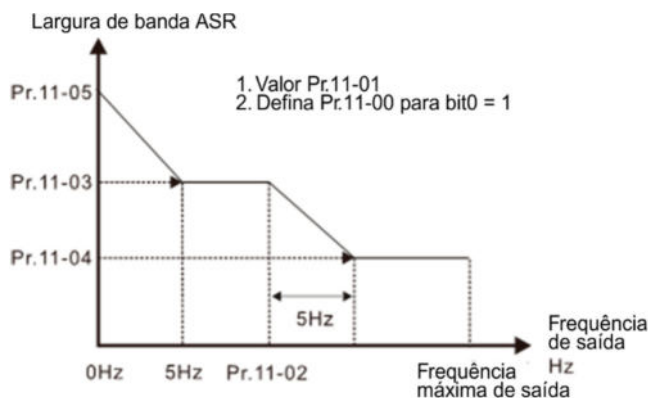 Largura de banda ASR
1. Valor Pr.11-01
2. Defina Pr.11-00 para bit0 = 1
Pr.11-05
Pr.11-03
Pr.11-04
5Hz
0Hz 5Hz Pr.11-02
Frequência
máxima de saída
Frequência
de saída
Hz